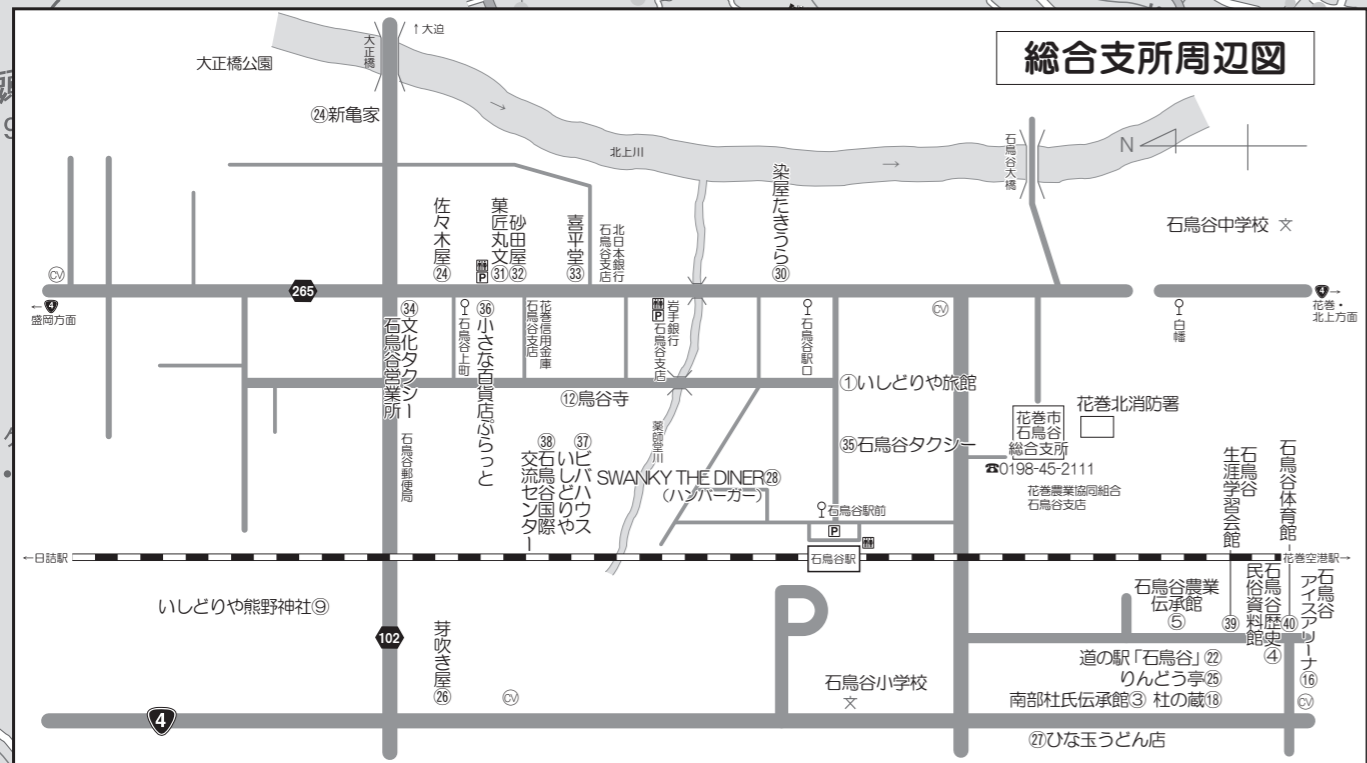 総合支所周辺図
↑大迫
大正橋
大正橋公園
㉔新亀家
北上川
→
→
石鳥谷大橋
N
石鳥谷中学校 文
佐々木屋㉔
菓匠丸文㉛
砂田屋㉜
喜平堂㉝
北日本銀行
石鳥谷支店
染屋たきうら㉚
CV
P
265
←4
盛岡方面
4→
花巻・
北上方面
㉞文化タクシー
石鳥谷営業所
石鳥谷上町
㊱小さな百貨店ぷらっと
花巻信用金庫
石鳥谷支店
P
岩手銀行
石鳥谷支店
石鳥谷駅口
CV
白幡
①いしどりや旅館
⑫鳥谷寺
薬師堂川
石鳥谷郵便局
㊲ビバハウス
いしどりや
㊳石鳥谷国際
交流センター
SWANKY THE DINER㉘
(ハンバーガー)
㉟石鳥谷タクシー
花巻市
石鳥谷
総合支所
☎0198-45-2111
花巻北消防署
花巻農業協同組合
石鳥谷支店
石鳥谷駅前
P
石鳥谷駅
←日詰駅
花巻空港駅→
石鳥谷
生涯学習会館
㊴
石鳥谷体育館
㊵
いしどりや熊野神社⑨
102
芽吹き屋㉖
CV
P
石鳥谷小学校
文
石鳥谷農業
伝承館
⑤
石鳥谷歴史
民俗資料館
④
石鳥谷
アイスアリーナ⑯
道の駅「石鳥谷」㉒
りんどう亭㉕
南部杜氏伝承館③ 杜の蔵⑱
CV
4
㉗ひな玉うどん店